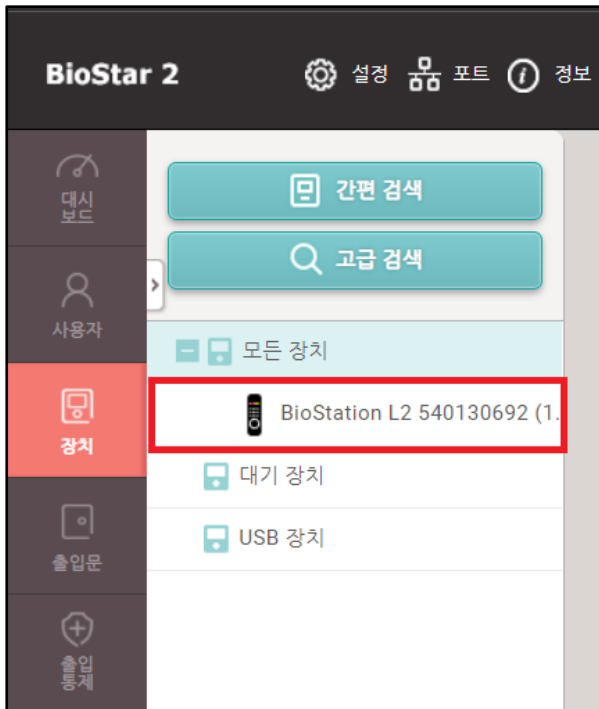 BioStar 2 설정 포트 정보
대시
보드
사용자
장치
출입문
출입
통제
간편 검색
고급 검색
모든 장치
BioStation L2 540130692 (1.
대기 장치
USB 장치